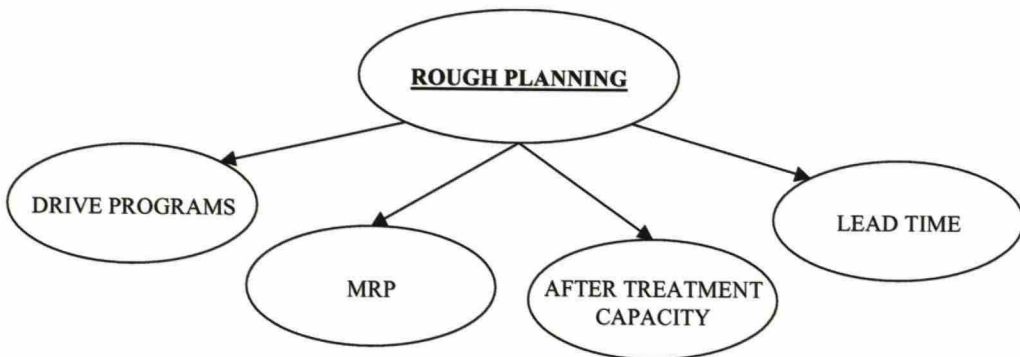 ROUGH PLANNING
DRIVE PROGRAMS
LEAD TIME
MRP
AFTER TREATMENT
CAPACITY